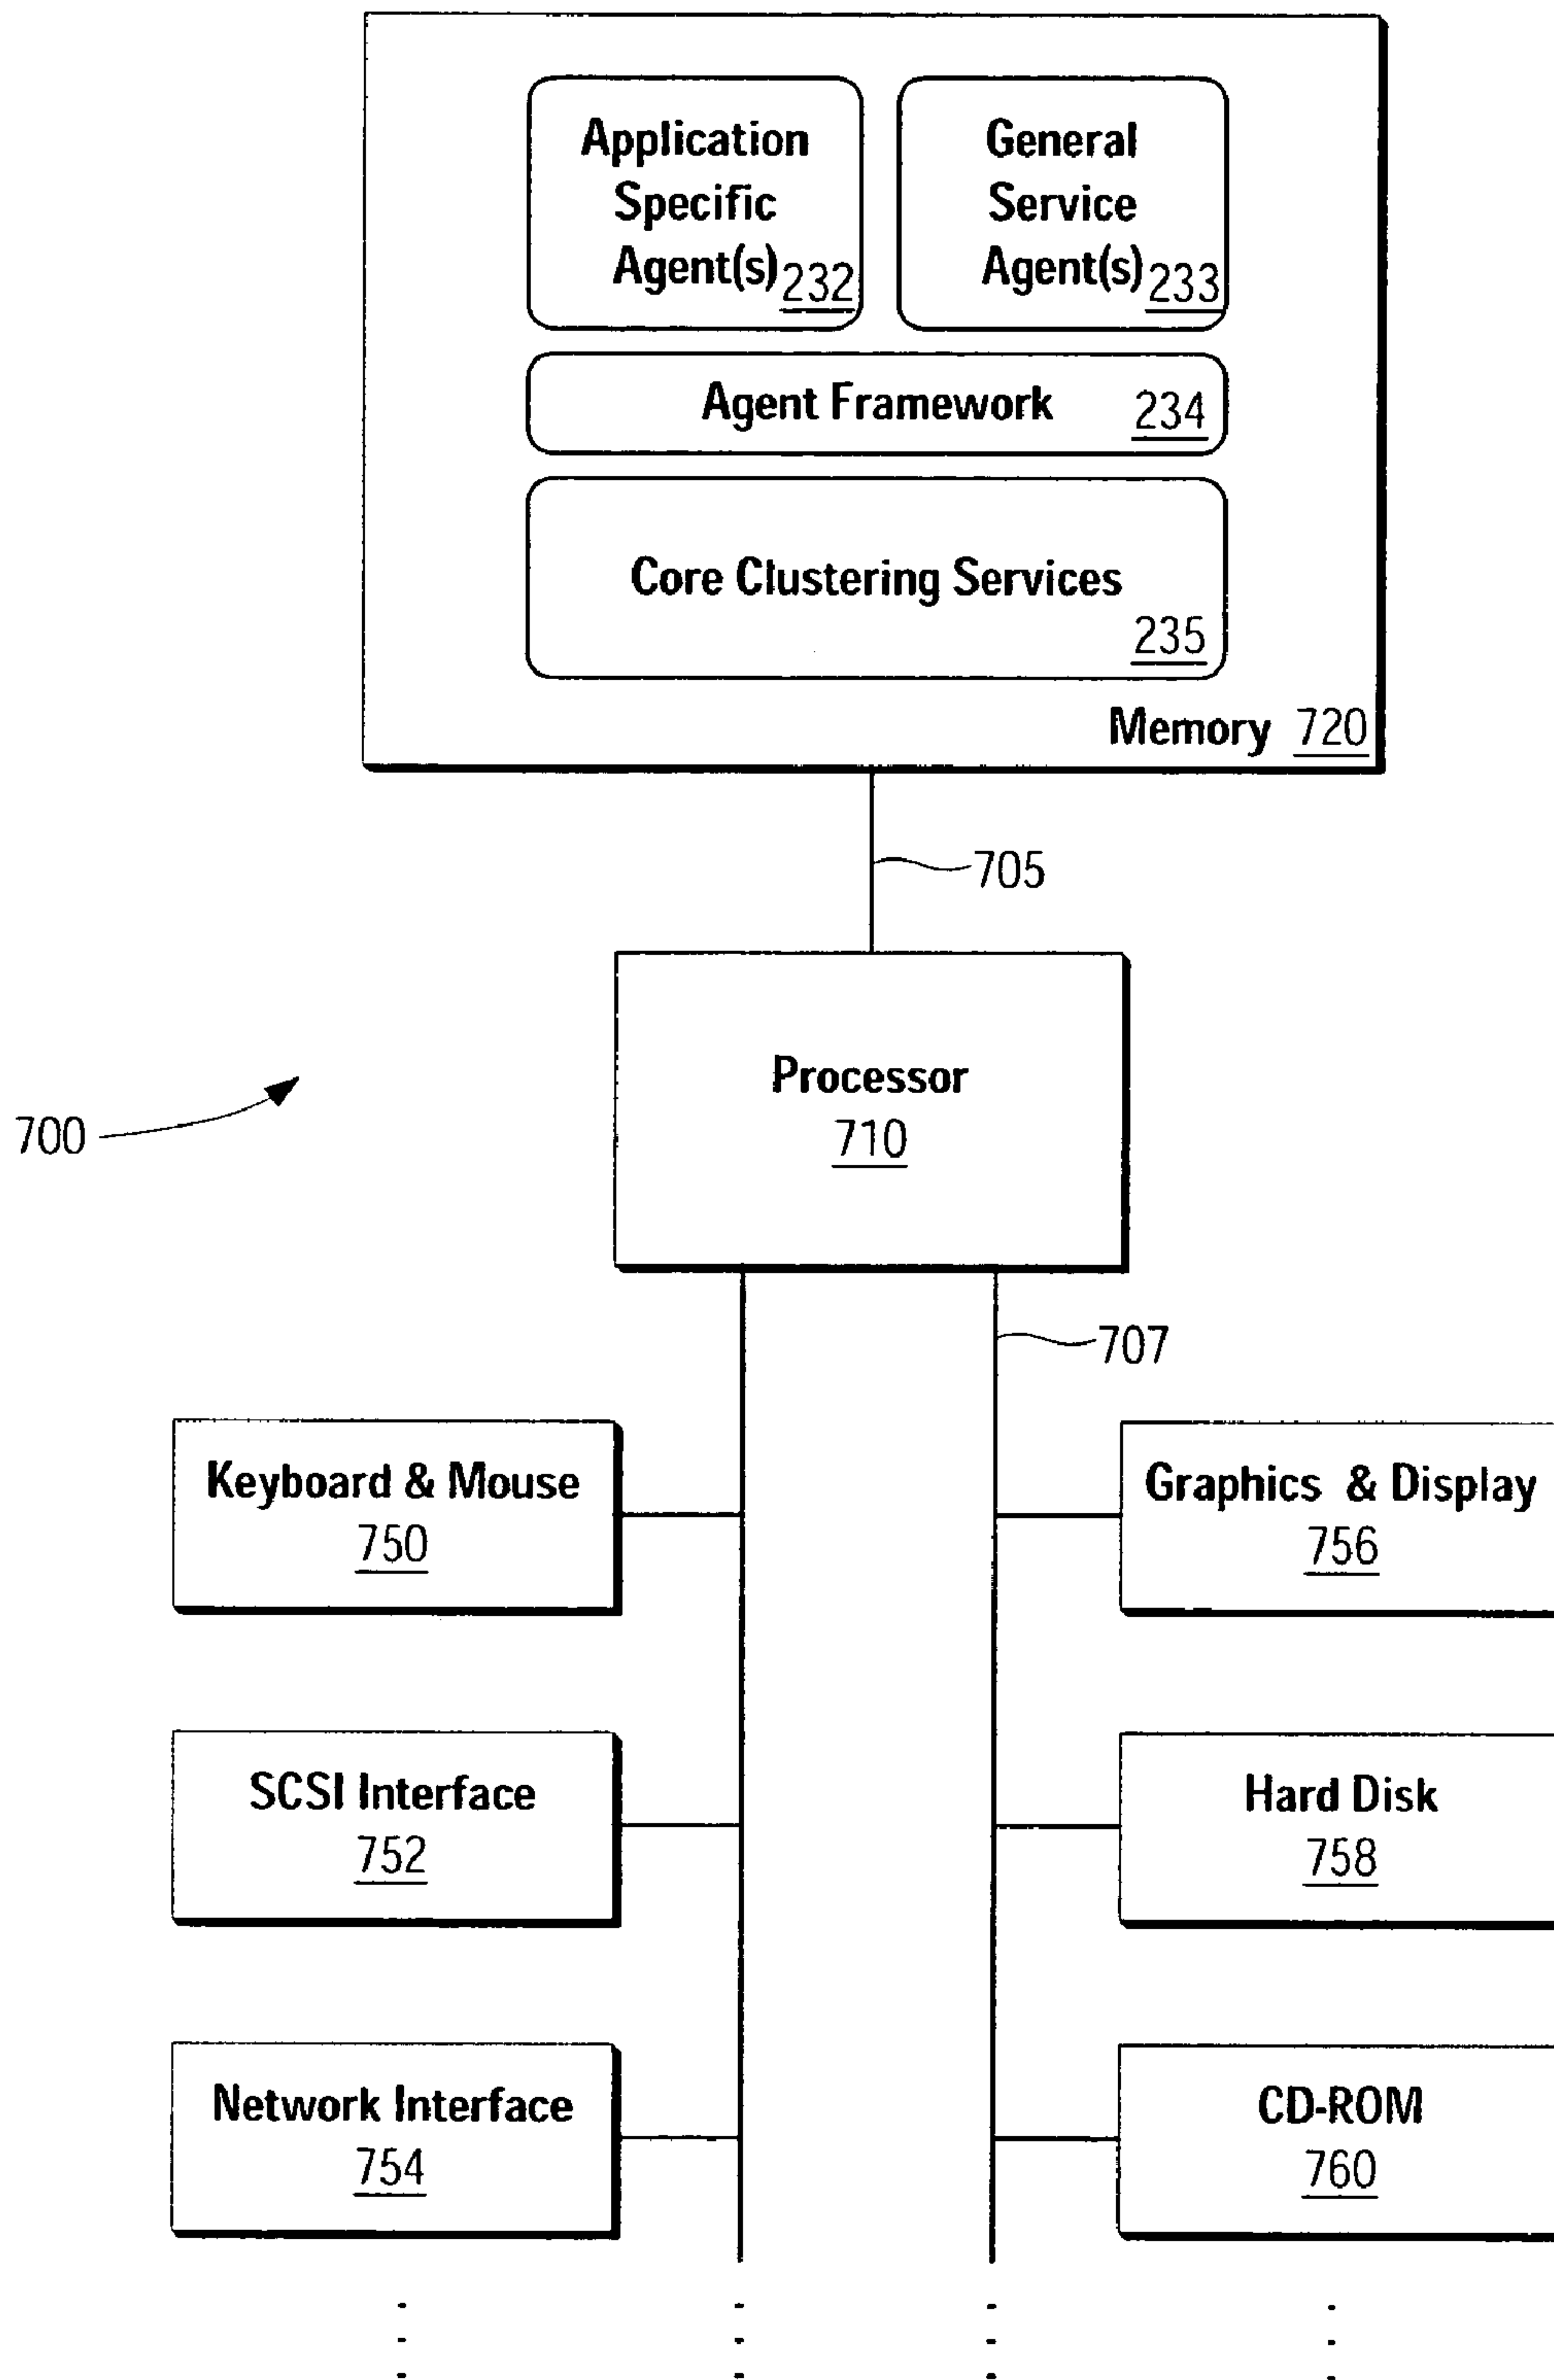 Application
Specific
Agent(s) 232
General
Service
Agent(s) 233
Agent Framework 234
Core Clustering Services
235
Memory 720
705
Processor
710
700
707
Keyboard & Mouse
750
Graphics & Display
756
SCSI Interface
752
Hard Disk
758
Network Interface
754
CD-ROM
760